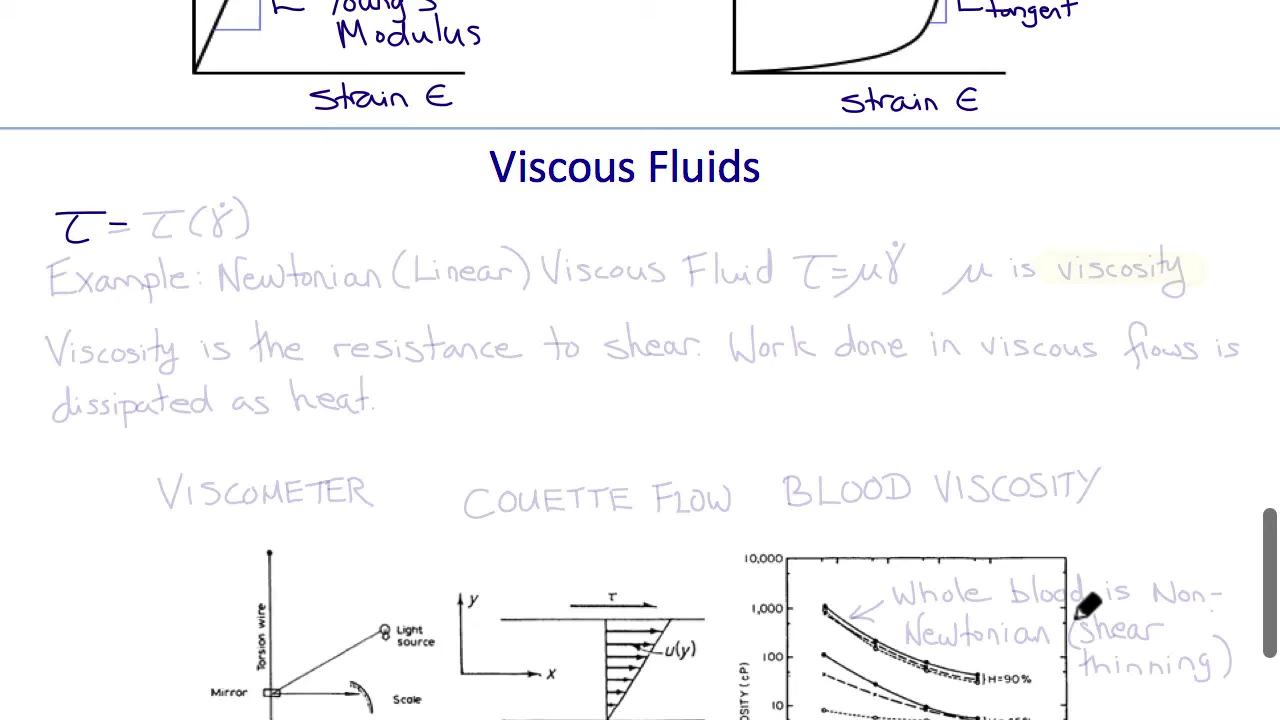 Young's
Modulus
tangent
Strain ϵ
Strain ϵ
Viscous Fluids
τ = τ(γ̇)
Example: Newtonian (Linear) Viscous Fluid τ=μγ̇ μ is viscosity
Viscosity is the resistance to shear. Work done in viscous flows is
dissipated as heat.
VISCOMETER
COUETTE FLOW
BLOOD VISCOSITY
Torsion wire
Light
source
Mirror
Scale
y
x
τ
u(y)
10,000
1,000
100
10
Whole blood is Non-
Newtonian (shear
thinning)
H=90%
(cP)